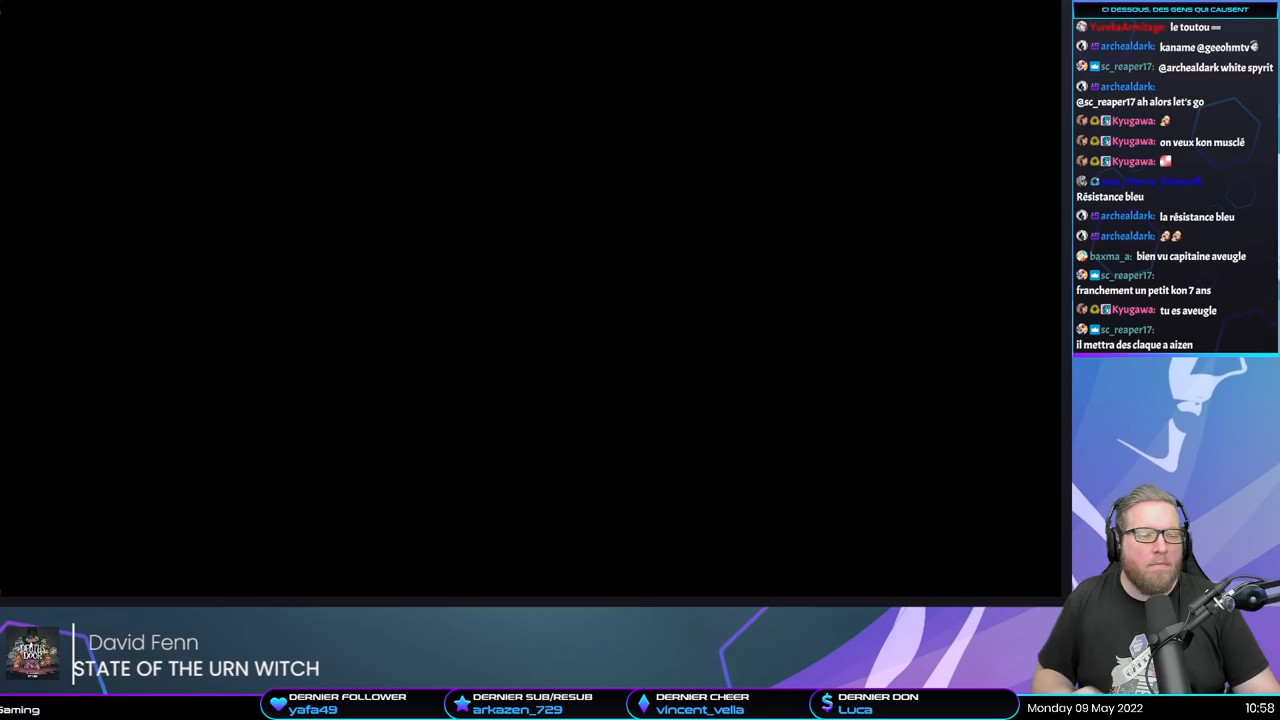 CI DESSOUS, DES GENS QUI CAUSENT
YurekaArmitage: le toutou ==
archealdark: kaname @geeohmtv
sc_reaper17: @archealdark white spyrit
archealdark:
@sc_reaper17 ah alors let's go
Kyugawa:
Kyugawa: on veux kon musclé
Kyugawa:
Résistance bleu
archealdark: la résistance bleu
archealdark:
baxma_a: bien vu capitaine aveugle
sc_reaper17:
franchement un petit kon 7 ans
Kyugawa: tu es aveugle
sc_reaper17:
il mettra des claque a aizen
DEATH'S DOOR
David Fenn
STATE OF THE URN WITCH
Gaming
DERNIER FOLLOWER
yafa49
DERNIER SUB/RESUB
arkazen_729
DERNIER CHEER
vincent_vella
DERNIER DON
Luca
Monday 09 May 2022
10:58